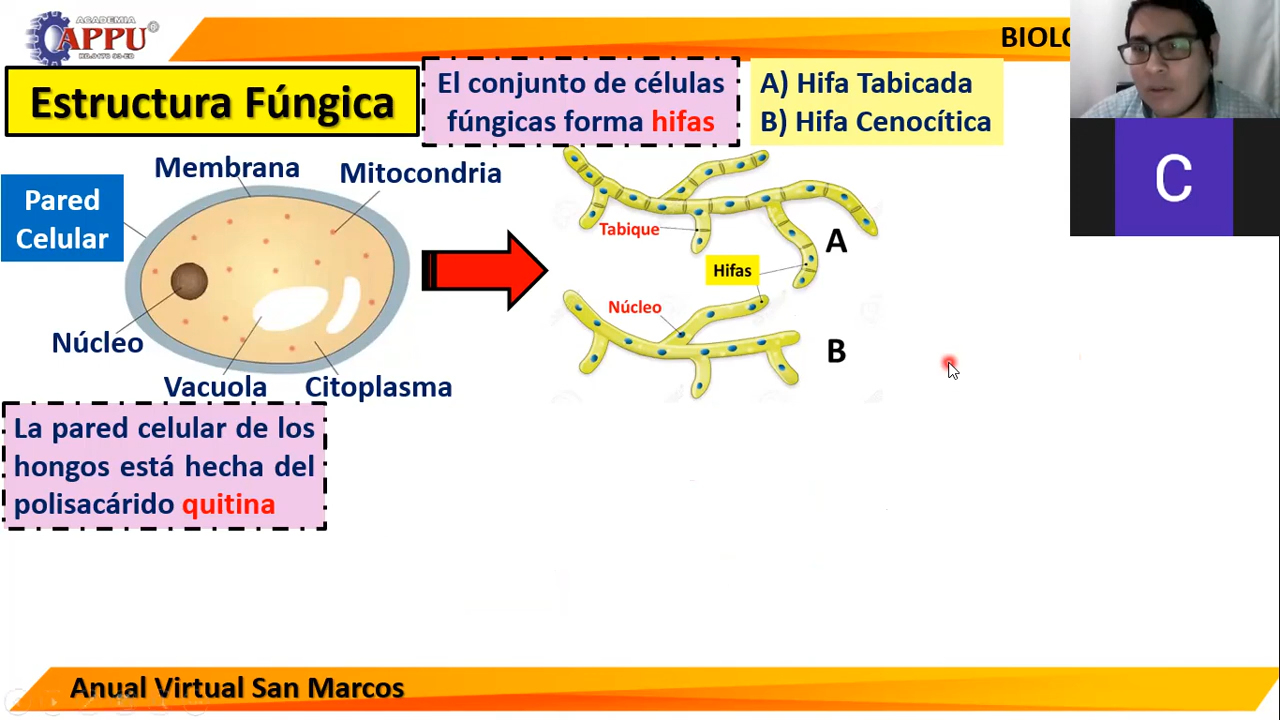 ACADEMIA
APPU
BIOLO
Estructura Fúngica
El conjunto de células
fúngicas forma hifas
A) Hifa Tabicada
B) Hifa Cenocítica
Membrana
Mitocondria
Pared
Celular
Núcleo
Vacuola
Citoplasma
Tabique
A
Hifas
Núcleo
B
C
La pared celular de los
hongos está hecha del
polisacárido quitina
Anual Virtual San Marcos